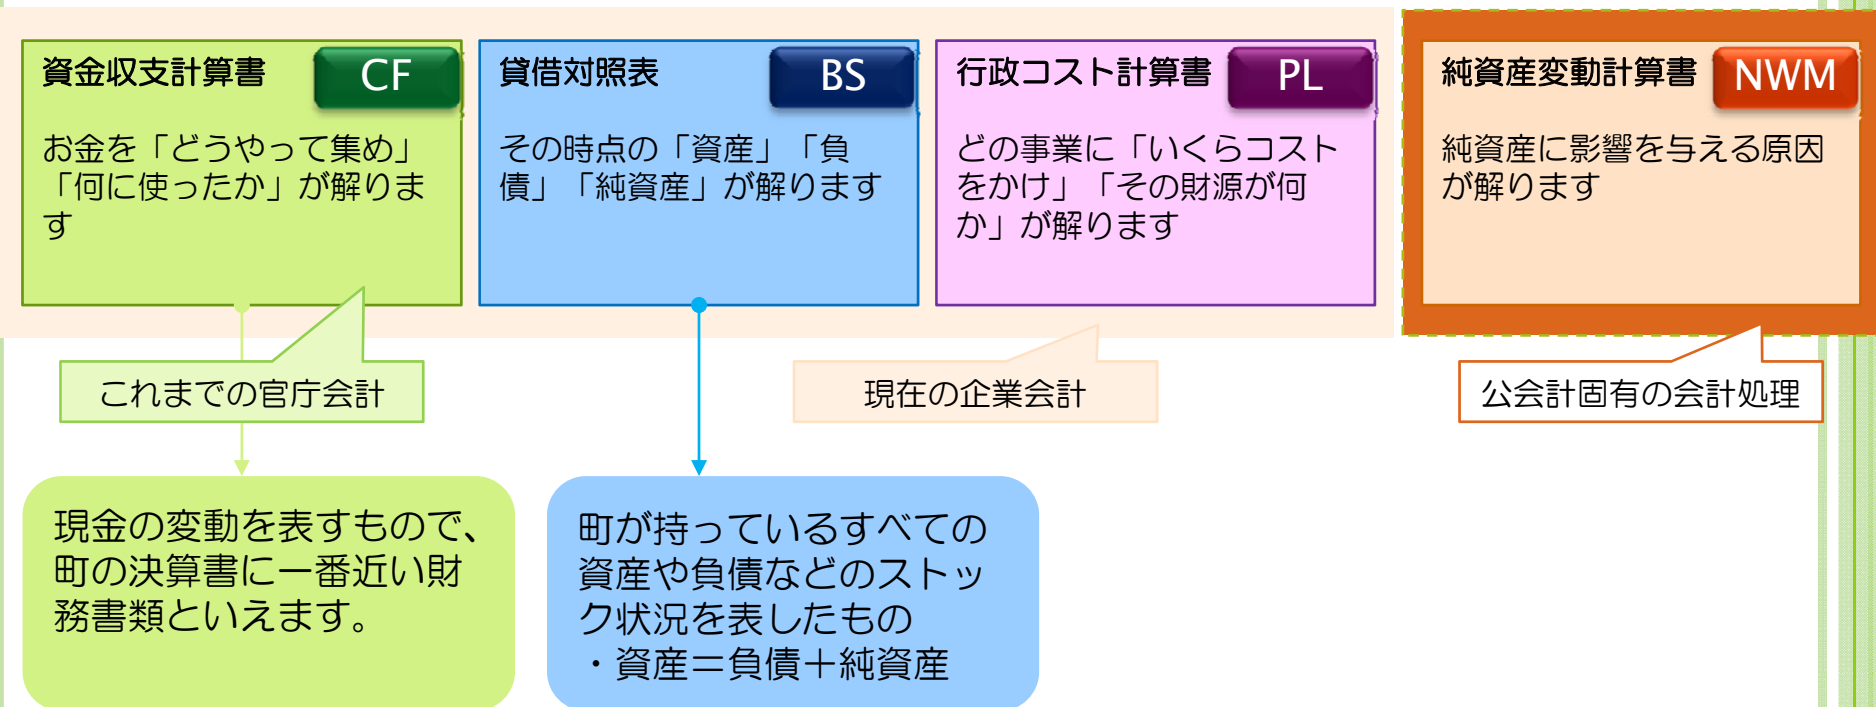 資金収支計算書
CF
お金を「どうやって集め」
「何に使ったか」が解りま
す
貸借対照表
BS
その時点の「資産」「負
債」「純資産」が解ります
行政コスト計算書
PL
どの事業に「いくらコスト
をかけ」「その財源が何
か」が解ります
純資産変動計算書
NWM
純資産に影響を与える原因
が解ります
これまでの官庁会計
現在の企業会計
公会計固有の会計処理
現金の変動を表すもので、
町の決算書に一番近い財
務書類といえます。
町が持っているすべての
資産や負債などのストッ
ク状況を表したもの
・資産＝負債＋純資産